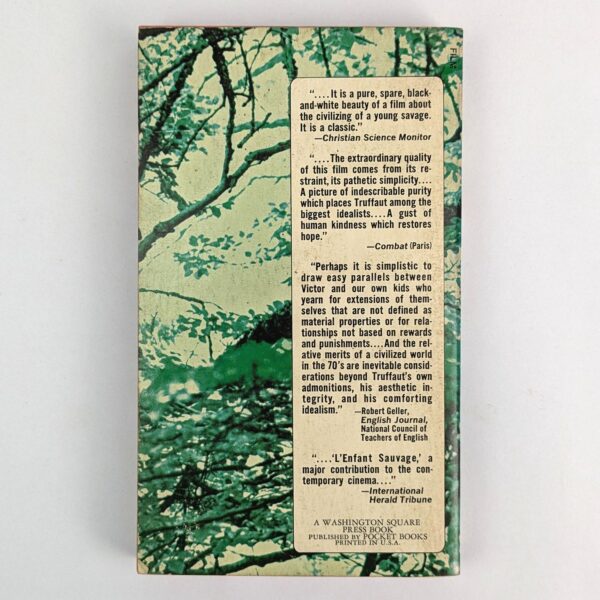 FILM
“....It is a pure, spare, black-
and-white beauty of a film about
the civilizing of a young savage.
It is a classic.”
—Christian Science Monitor
“....The extraordinary quality
of this film comes from its re-
straint, its pathetic simplicity....
A picture of indescribable purity
which places Truffaut among the
biggest idealists....A gust of
human kindness which restores
hope.”
—Combat (Paris)
“Perhaps it is simplistic to
draw easy parallels between
Victor and our own kids who
yearn for extensions of them-
selves that are not defined as
material properties or for rela-
tionships not based on rewards
and punishments....And the rel-
ative merits of a civilized world
in the 70’s are inevitable consid-
erations beyond Truffaut’s own
admonitions, his aesthetic in-
tegrity, and his comforting
idealism.” —Robert Geller,
English Journal,
National Council of
Teachers of English
“....‘L’Enfant Sauvage,’ a
major contribution to the con-
temporary cinema....”
—International
Herald Tribune
A WASHINGTON SQUARE
PRESS BOOK
PUBLISHED BY POCKET BOOKS
PRINTED IN U.S.A.